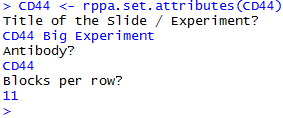 > CD44 <- rppa.set.attributes(CD44)
Title of the Slide / Experiment?
CD44 Big Experiment
Antibody?
CD44
Blocks per row?
11
>